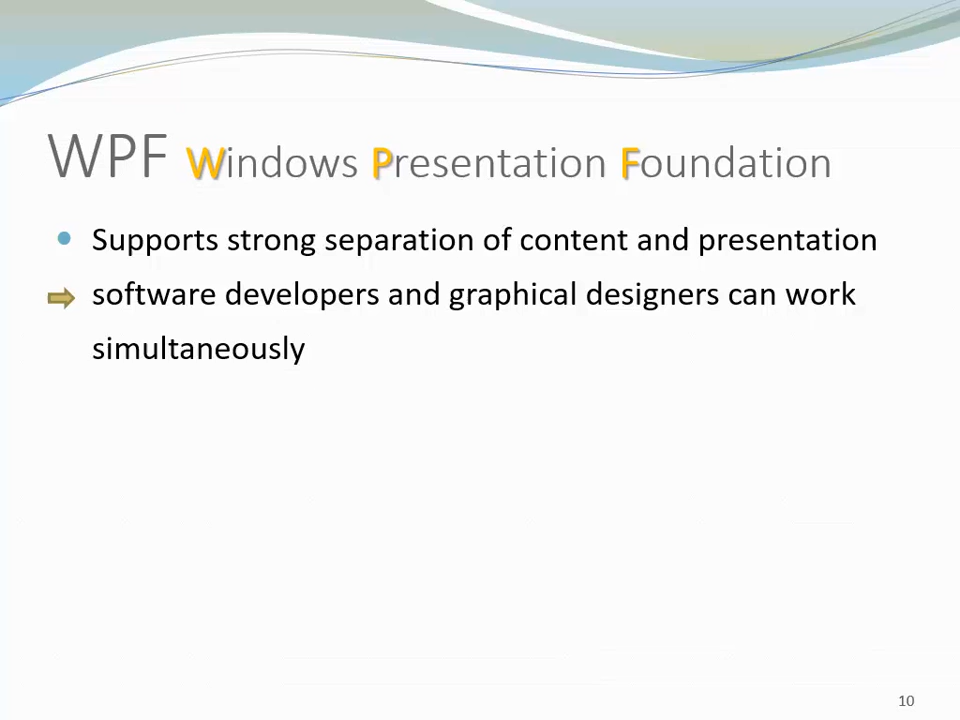 WPF Windows Presentation Foundation
Supports strong separation of content and presentation
software developers and graphical designers can work
simultaneously
10